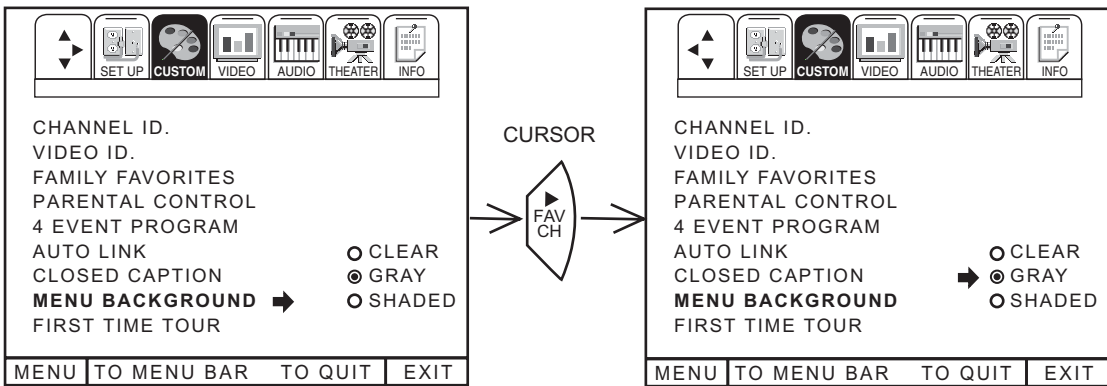 SET UP CUSTOM VIDEO AUDIO THEATER INFO
CHANNEL ID.
VIDEO ID.
FAMILY FAVORITES
PARENTAL CONTROL
4 EVENT PROGRAM
AUTO LINK CLEAR
CLOSED CAPTION GRAY
MENU BACKGROUND SHADED
FIRST TIME TOUR
MENU TO MENU BAR TO QUIT EXIT
CURSOR
FAV
CH
SET UP CUSTOM VIDEO AUDIO THEATER INFO
CHANNEL ID.
VIDEO ID.
FAMILY FAVORITES
PARENTAL CONTROL
4 EVENT PROGRAM
AUTO LINK CLEAR
CLOSED CAPTION GRAY
MENU BACKGROUND SHADED
FIRST TIME TOUR
MENU TO MENU BAR TO QUIT EXIT